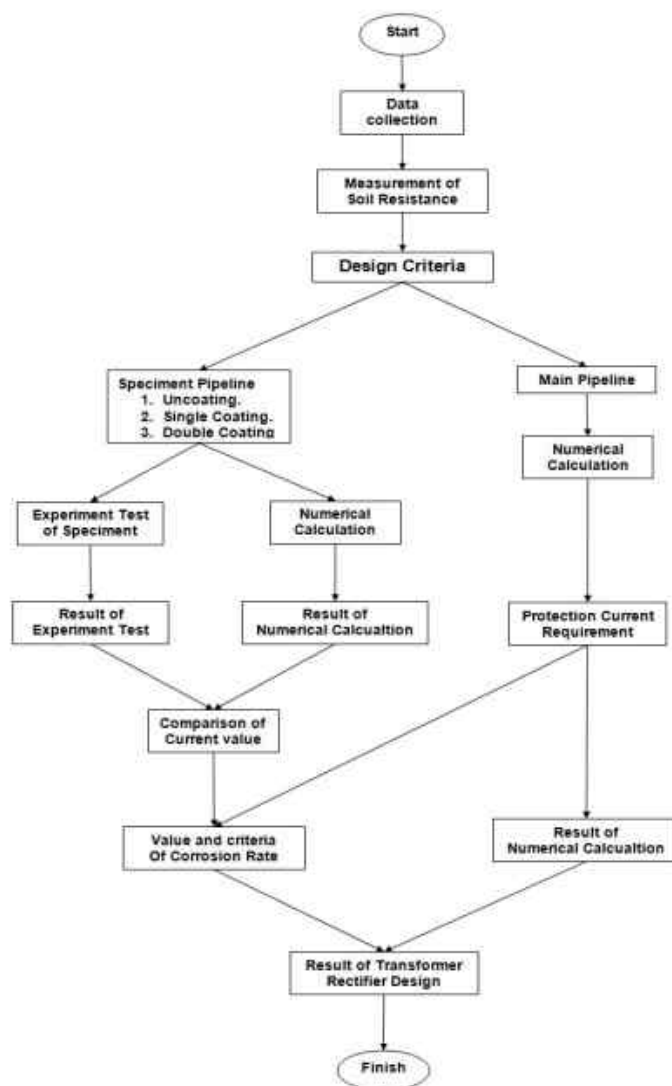 Start
Data
collection
Measurement of
Soil Resistance
Design Criteria
Speciment Pipeline
1. Uncoating.
2. Single Coating.
3. Double Coating
Main Pipeline
Numerical
Calculation
Experiment Test
of Speciment
Numerical
Calculation
Result of
Experiment Test
Result of
Numerical Calcualtion
Protection Current
Requirement
Comparison of
Current value
Value and criteria
Of Corrosion Rate
Result of
Numerical Calcualtion
Result of Transformer
Rectifier Design
Finish